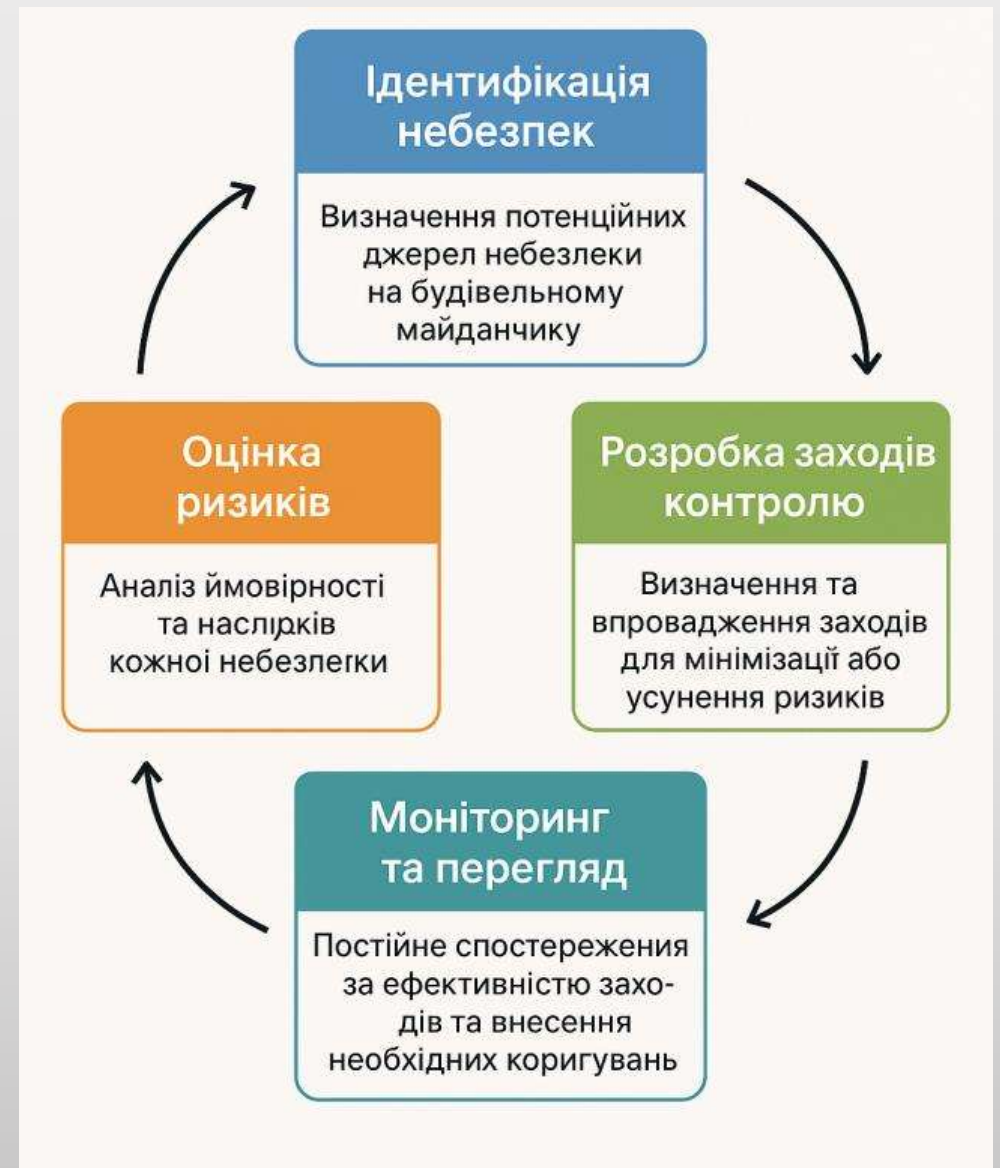 Ідентифікація
небезпек
Визначення потенційних
джерел небезлеки
на будівельному
майданчику
Оцінка
ризиків
Аналіз ймовірності
та наслідків
кожноі небезпегки
Розробка заходів
контролю
Визначення та
впровадження заходів
для мінімізації або
усунення ризиків
Моніторинг
та перегляд
Постійне спостереження
за ефективністю захо-
дів та внесення
необхідних коригувань